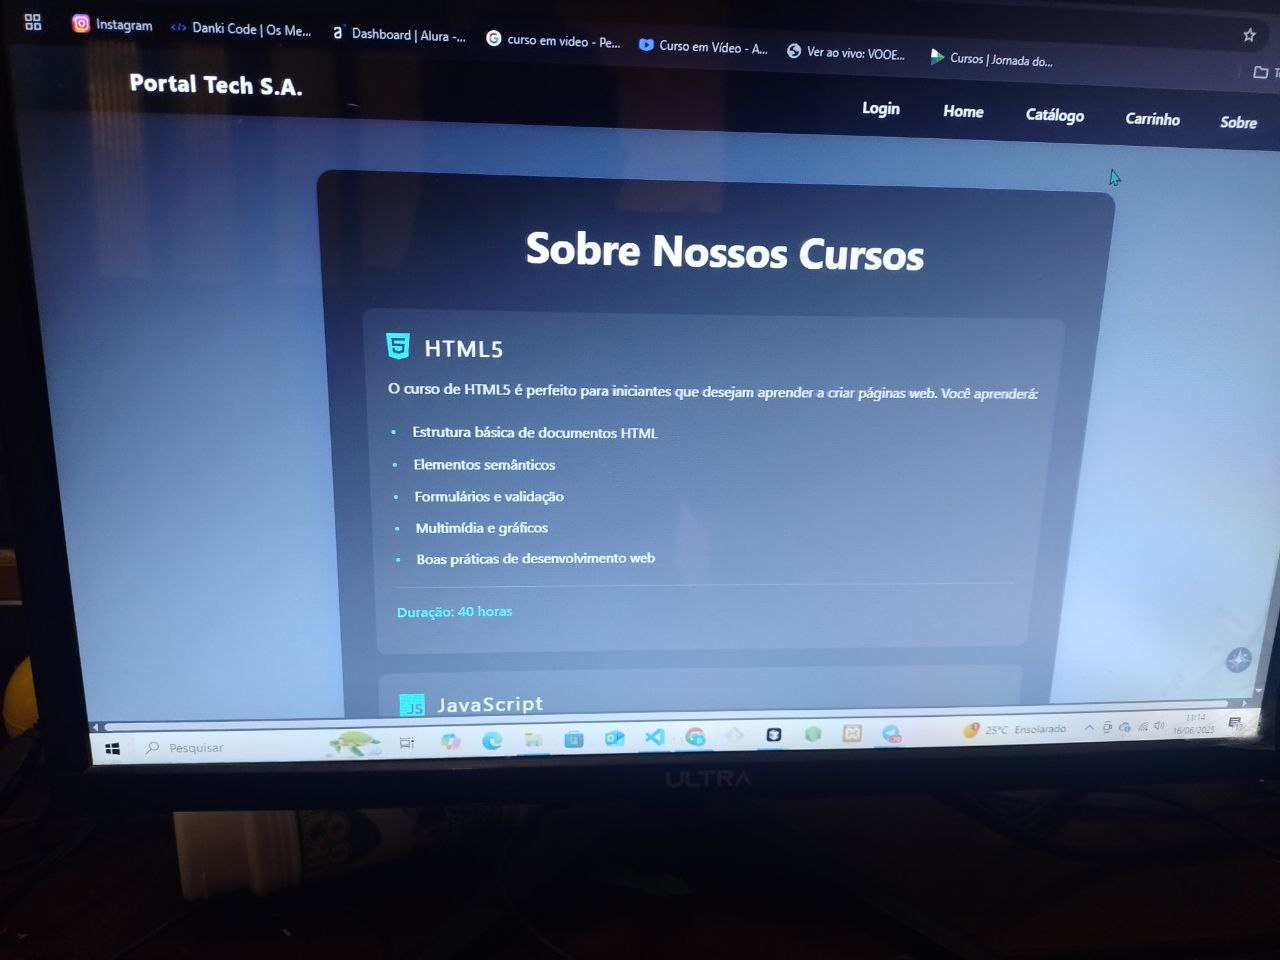 Instagram
Danki Code | Os Me...
Dashboard | Alura -...
curso em video - Pe...
Curso em Vídeo - A...
Ver ao vivo: VOOE...
Cursos | Jornada do...
Portal Tech S.A.
Login
Home
Catálogo
Carrinho
Sobre
Sobre Nossos Cursos
HTML5
O curso de HTML5 é perfeito para iniciantes que desejam aprender a criar páginas web. Você aprenderá:
• Estrutura básica de documentos HTML
• Elementos semânticos
• Formulários e validação
• Multimídia e gráficos
• Boas práticas de desenvolvimento web
Duração: 40 horas
JS JavaScript
Pesquisar
25°C Ensolarado
11:14
16/06/2025
ULTRA